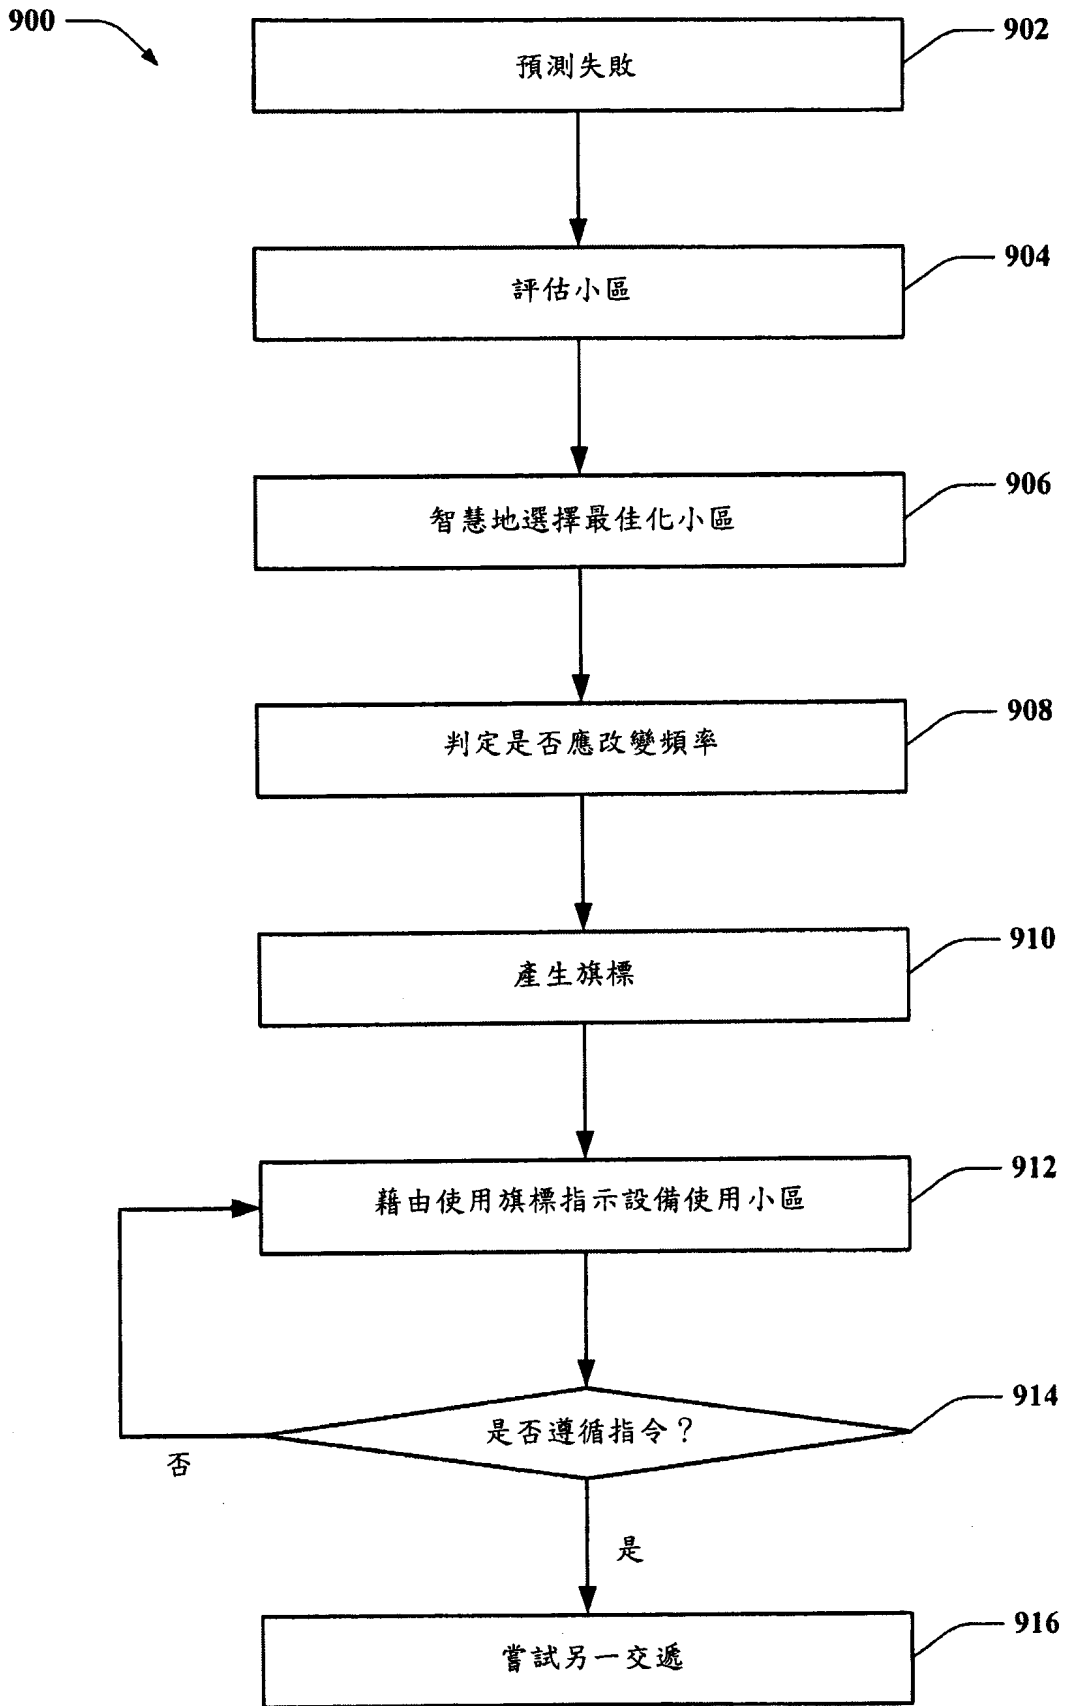 900
902
預測失敗
904
評估小區
906
智慧地選擇最佳化小區
908
判定是否應改變頻率
910
產生旗標
912
藉由使用旗標指示設備使用小區
914
是否遵循指令？
否
是
916
嘗試另一交遞